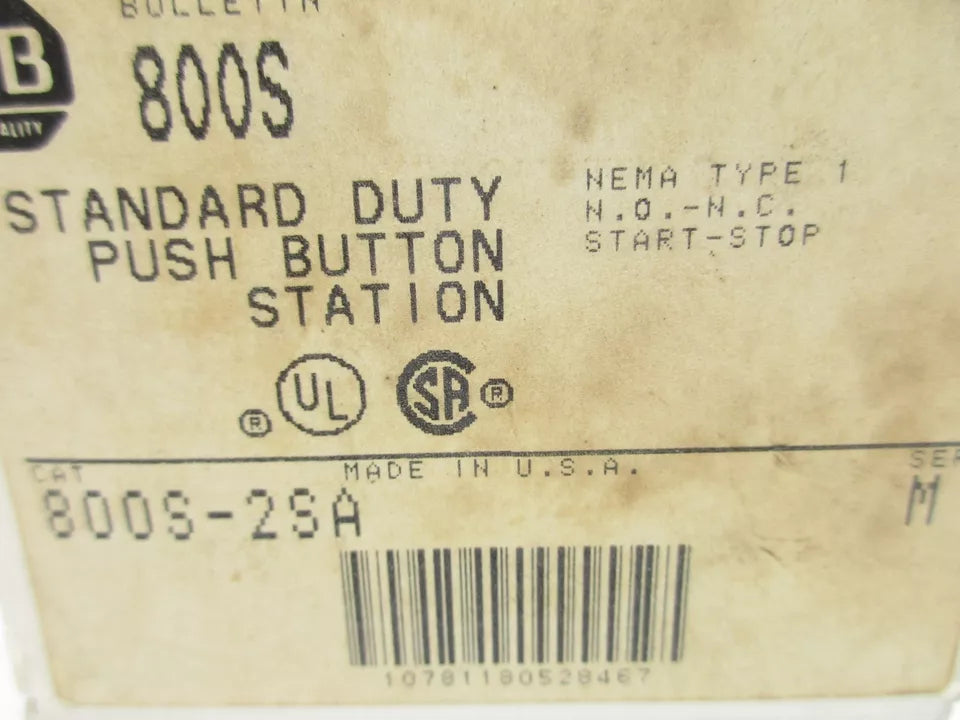 BULLETIN
800S
B
ALITY
STANDARD DUTY
PUSH BUTTON
STATION
NEMA TYPE 1
N.O.-N.C.
START-STOP
® UL SA ®
CAT MADE IN U.S.A. SER
800S-2SA M
10781180528467